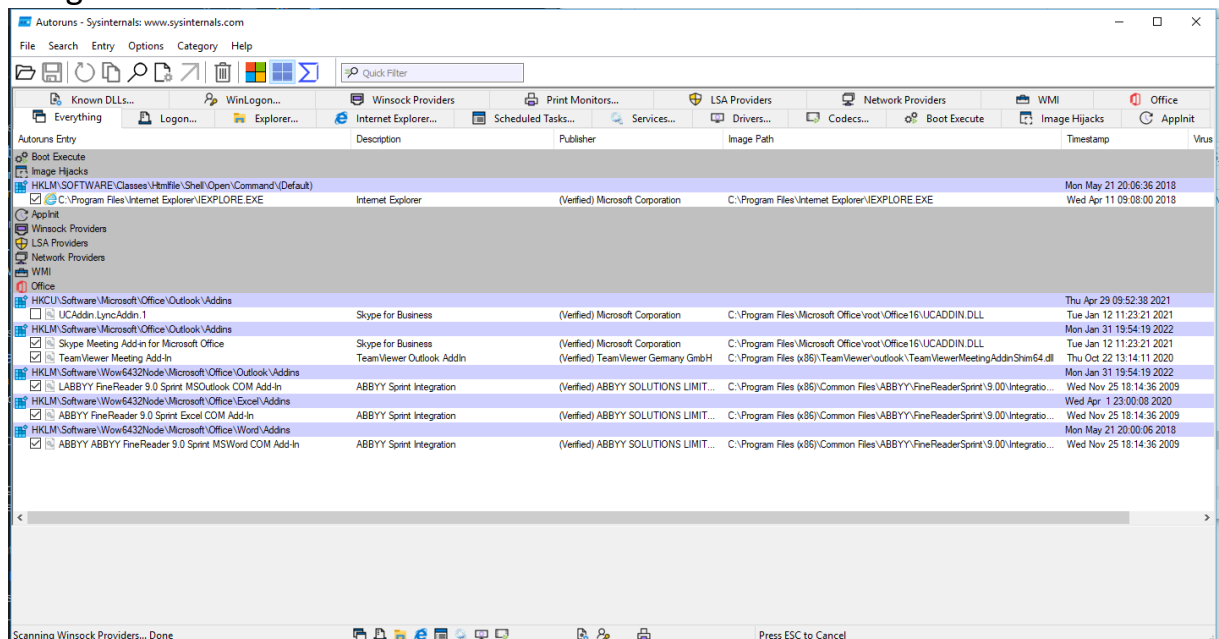 Autoruns - Sysinternals: www.sysinternals.com
File Search Entry Options Category Help
Quick Filter
Known DLLs... WinLogon... Winsock Providers Print Monitors... LSA Providers Network Providers WMI Office
Everything Logon... Explorer... Internet Explorer... Scheduled Tasks... Services... Drivers... Codecs... Boot Execute Image Hijacks AppInit
Autoruns Entry Description Publisher Image Path Timestamp Virus
Boot Execute
Image Hijacks
HKLM\SOFTWARE\Classes\Htmlfile\Shell\Open\Command\(Default) Mon May 21 20:06:36 2018
C:\Program Files\Internet Explorer\IEXPLORE.EXE Internet Explorer (Verified) Microsoft Corporation C:\Program Files\Internet Explorer\IEXPLORE.EXE Wed Apr 11 09:08:00 2018
AppInit
Winsock Providers
LSA Providers
Network Providers
WMI
Office
HKCU\Software\Microsoft\Office\Outlook\Addins Thu Apr 29 09:52:38 2021
UCAddin.LyncAddin.1 Skype for Business (Verified) Microsoft Corporation C:\Program Files\Microsoft Office\root\Office16\UCADDIN.DLL Tue Jan 12 11:23:21 2021
HKLM\Software\Microsoft\Office\Outlook\Addins Mon Jan 31 19:54:19 2022
Skype Meeting Add-in for Microsoft Office Skype for Business (Verified) Microsoft Corporation C:\Program Files\Microsoft Office\root\Office16\UCADDIN.DLL Tue Jan 12 11:23:21 2021
TeamViewer Meeting Add-In TeamViewer Outlook AddIn (Verified) TeamViewer Germany GmbH C:\Program Files (x86)\TeamViewer\outlook\TeamViewerMeetingAddinShim64.dll Thu Oct 22 13:14:11 2020
HKLM\Software\Wow6432Node\Microsoft\Office\Outlook\Addins Mon Jan 31 19:54:19 2022
LABBYY FineReader 9.0 Sprint MSOutlook COM Add-In ABBYY Sprint Integration (Verified) ABBYY SOLUTIONS LIMIT... C:\Program Files (x86)\Common Files\ABBYY\FineReaderSprint\9.00\Integratio... Wed Nov 25 18:14:36 2009
HKLM\Software\Wow6432Node\Microsoft\Office\Excel\Addins Wed Apr 1 23:00:08 2020
ABBYY FineReader 9.0 Sprint Excel COM Add-In ABBYY Sprint Integration (Verified) ABBYY SOLUTIONS LIMIT... C:\Program Files (x86)\Common Files\ABBYY\FineReaderSprint\9.00\Integratio... Wed Nov 25 18:14:36 2009
HKLM\Software\Wow6432Node\Microsoft\Office\Word\Addins Mon May 21 20:00:06 2018
ABBYY ABBYY FineReader 9.0 Sprint MSWord COM Add-In ABBYY Sprint Integration (Verified) ABBYY SOLUTIONS LIMIT... C:\Program Files (x86)\Common Files\ABBYY\FineReaderSprint\9.00\Integratio... Wed Nov 25 18:14:36 2009
Scanning Winsock Providers... Done Press ESC to Cancel